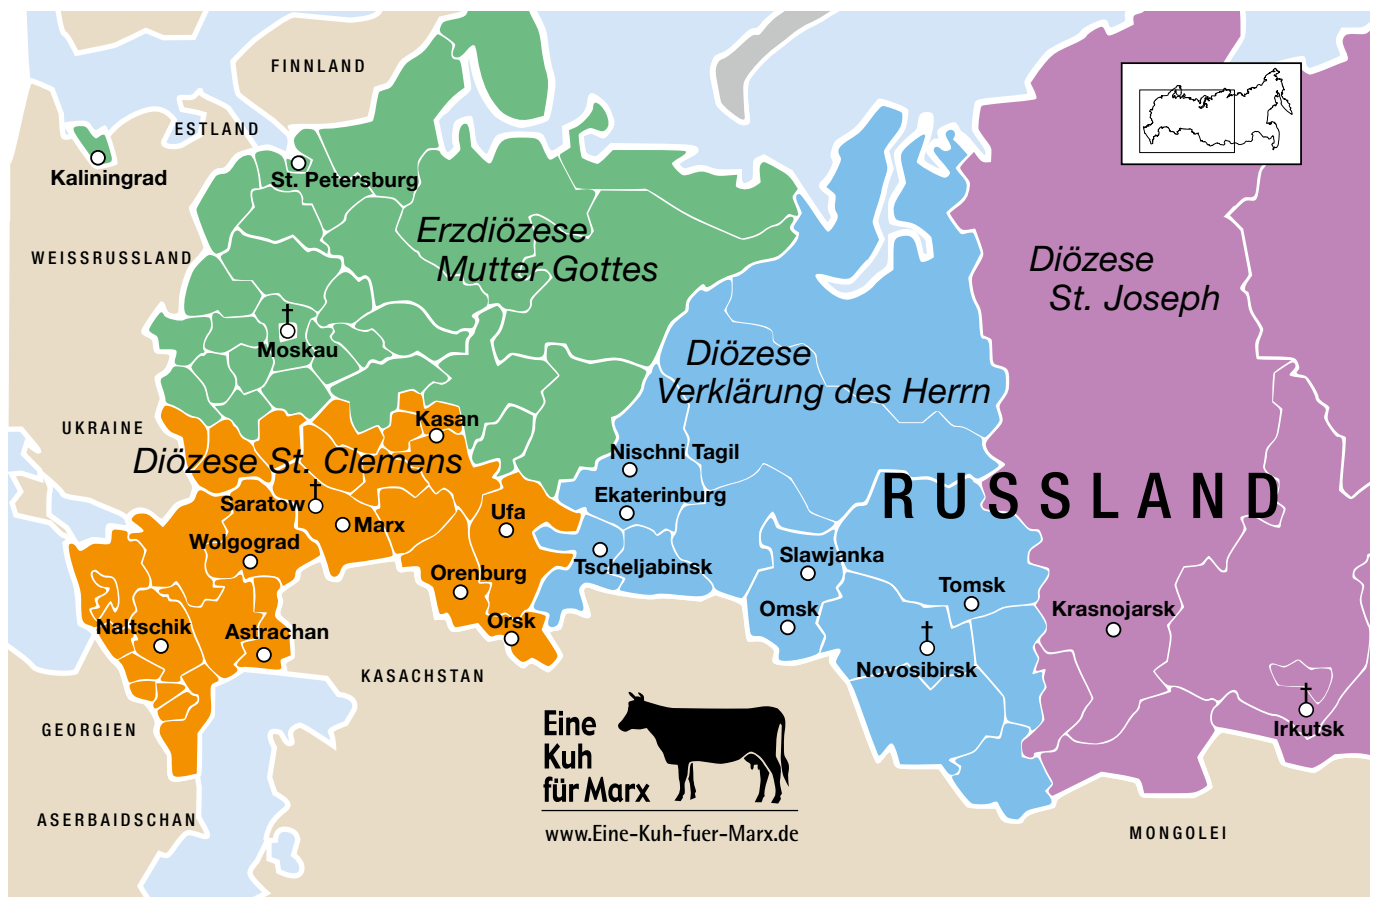 FINNLAND
ESTLAND
Kaliningrad
St. Petersburg
WEISSRUSSLAND
Erzdiözese
Mutter Gottes
Diözese
St. Joseph
Moskau
Diözese
Verklärung des Herrn
UKRAINE
Kasan
Diözese St. Clemens
Nischni Tagil
RUSSLAND
Saratow
Ekaterinburg
Marx
Ufa
Wolgograd
Slawjanka
Tscheljabinsk
Orenburg
Tomsk
Omsk
Krasnojarsk
Naltschik
Astrachan
Orsk
KASACHSTAN
Novosibirsk
GEORGIEN
Irkutsk
Eine
Kuh
für Marx
ASERBAIDSCHAN
www.Eine-Kuh-fuer-Marx.de
MONGOLEI